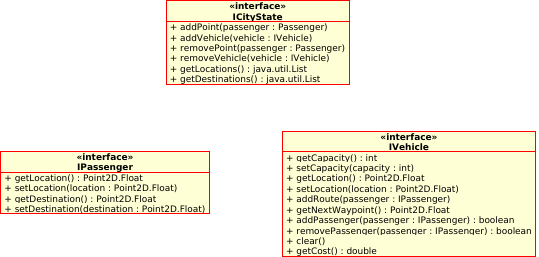 «interface»
ICityState
+ addPoint(passenger : Passenger)
+ addVehicle(vehicle : IVehicle)
+ removePoint(passenger : Passenger)
+ removeVehicle(vehicle : IVehicle)
+ getLocations() : java.util.List
+ getDestinations() : java.util.List
«interface»
IPassenger
+ getLocation() : Point2D.Float
+ setLocation(location : Point2D.Float)
+ getDestination() : Point2D.Float
+ setDestination(destination : Point2D.Float)
«interface»
IVehicle
+ getCapacity() : int
+ setCapacity(capacity : int)
+ getLocation() : Point2D.Float
+ setLocation(location : Point2D.Float)
+ addRoute(passenger : IPassenger)
+ getNextWaypoint() : Point2D.Float
+ addPassenger(passenger : IPassenger) : boolean
+ removePassenger(passenger : IPassenger) : boolean
+ clear()
+ getCost() : double